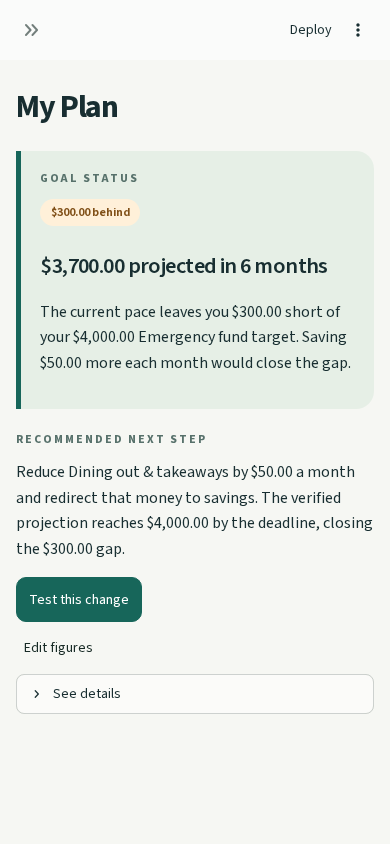 Deploy
My Plan
GOAL STATUS
$300.00 behind
$3,700.00 projected in 6 months
The current pace leaves you $300.00 short of
your $4,000.00 Emergency fund target. Saving
$50.00 more each month would close the gap.
RECOMMENDED NEXT STEP
Reduce Dining out & takeaways by $50.00 a month
and redirect that money to savings. The verified
projection reaches $4,000.00 by the deadline, closing
the $300.00 gap.
Test this change
Edit figures
See details